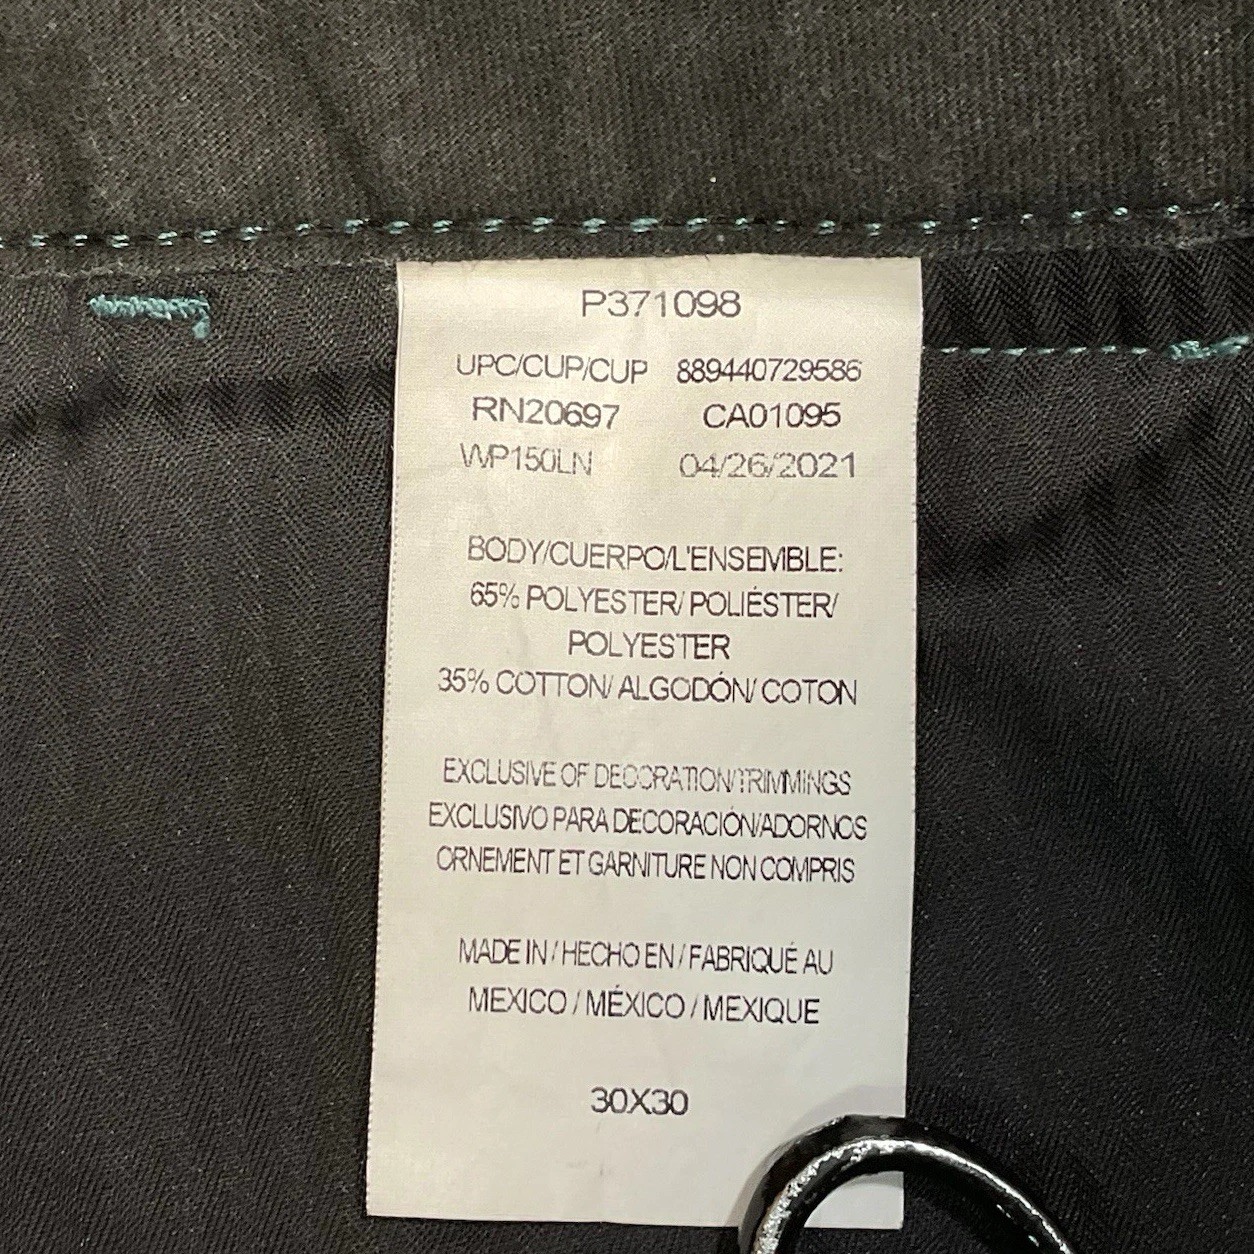 P371098
UPC/CUP/CUP 889440729586
RN20697 CA01095
WP150LN 04/26/2021
BODY/CUERPO/L'ENSEMBLE:
65% POLYESTER/ POLIÉSTER/
POLYESTER
35% COTTON/ ALGODÓN/ COTON
EXCLUSIVE OF DECORATION/TRIMMINGS
EXCLUSIVO PARA DECORACIÓN/ADORNOS
ORNEMENT ET GARNITURE NON COMPRIS
MADE IN / HECHO EN / FABRIQUÉ AU
MEXICO / MÉXICO / MEXIQUE
30X30